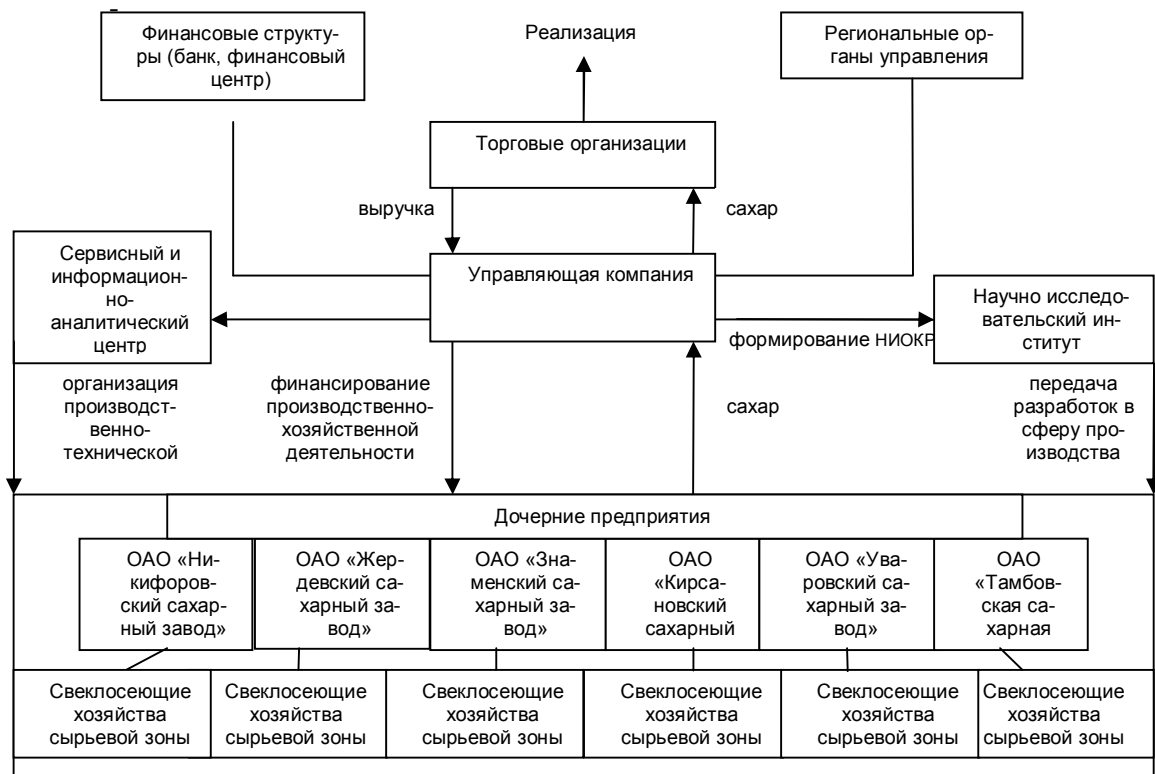 Финансовые структу-
ры (банк, финансовый
центр)
Реализация
Региональные ор-
ганы управления
Торговые организации
выручка
сахар
Сервисный и
информацион-
но-
аналитический
центр
Управляющая компания
Научно исследо-
вательский ин-
ститут
формирование НИОКР
организация
производст-
венно-
технической
финансирование
производственно-
хозяйственной
деятельности
сахар
передача
разработок в
сферу про-
изводства
Дочерние предприятия
ОАО «Ни-
кифоров-
ский сахар-
ный завод»
ОАО «Жер-
девский са-
харный за-
вод»
ОАО «Зна-
менский са-
харный за-
вод»
ОАО
«Кирса-
новский
сахарный
ОАО «Ува-
ровский са-
харный за-
вод»
ОАО
«Тамбов-
ская са-
харная
Свеклосеющие
хозяйства
сырьевой зоны
Свеклосеющие
хозяйства
сырьевой зоны
Свеклосеющие
хозяйства
сырьевой зоны
Свеклосеющие
хозяйства
сырьевой зоны
Свеклосеющие
хозяйства
сырьевой зоны
Свеклосеющие
хозяйства
сырьевой зоны